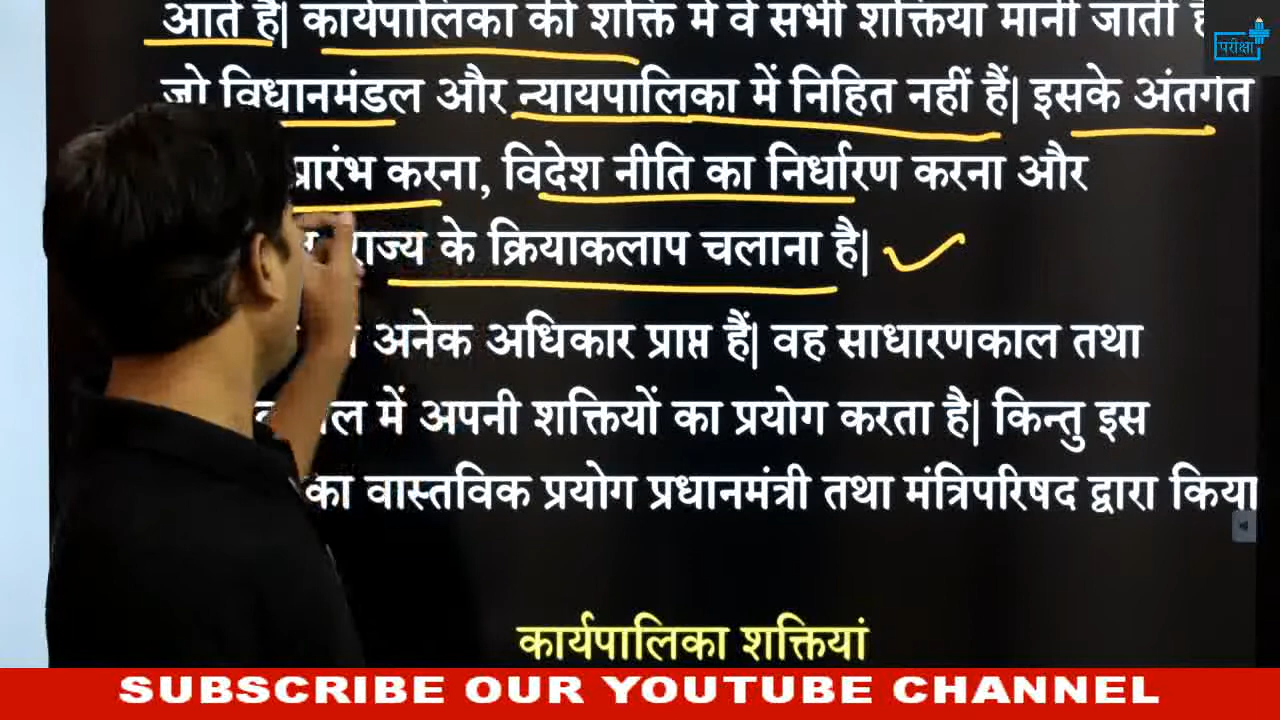 आते हैं| कार्यपालिका की शक्ति में वे सभी शक्तियां मानी जाती
परीक्षा
जो विधानमंडल और न्यायपालिका में निहित नहीं हैं| इसके अंतर्गत
प्रारंभ करना, विदेश नीति का निर्धारण करना और
राज्य के क्रियाकलाप चलाना है|
अनेक अधिकार प्राप्त हैं| वह साधारणकाल तथा
में अपनी शक्तियों का प्रयोग करता है| किन्तु इस
का वास्तविक प्रयोग प्रधानमंत्री तथा मंत्रिपरिषद द्वारा किया
कार्यपालिका शक्तियां
SUBSCRIBE OUR YOUTUBE CHANNEL